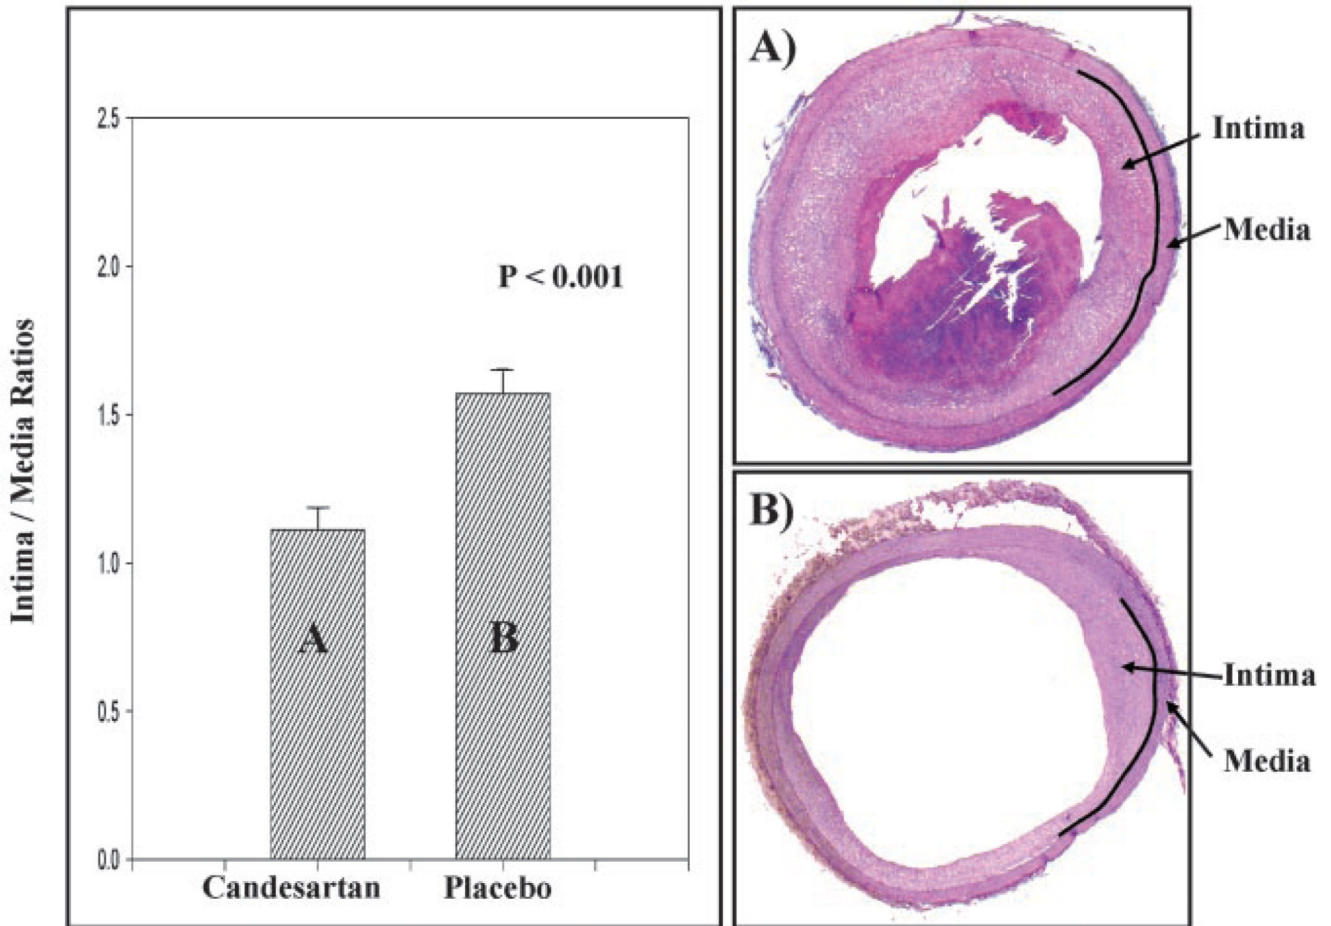 Intima / Media Ratios
2.5
2.0
1.5
1.0
0.5
0.0
P < 0.001
A
B
Candesartan
Placebo
A)
Intima
Media
B)
Intima
Media